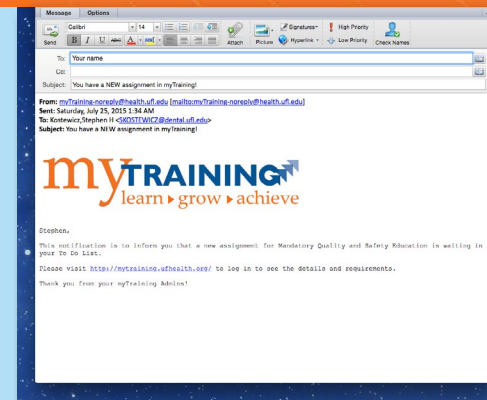 Message Options
Calibri 14
Send B I U ABC A Attach Picture Signatures Hyperlink High Priority Low Priority Check Names
To: Your name
Cc:
Subject: You have a NEW assignment in myTraining!
From: myTraining-noreply@health.ufl.edu [mailto:myTraining-noreply@health.ufl.edu]
Sent: Saturday, July 25, 2015 1:34 AM
To: Kostewicz,Stephen H <SKOSTEWICZ@dental.ufl.edu>
Subject: You have a NEW assignment in myTraining!
myTRAINING
learn ▸ grow ▸ achieve
Stephen,
This notification is to inform you that a new assignment for Mandatory Quality and Safety Education is waiting in
your To Do List.
Please visit http://mytraining.ufhealth.org/ to log in to see the details and requirements.
Thank you from your myTraining Admins!